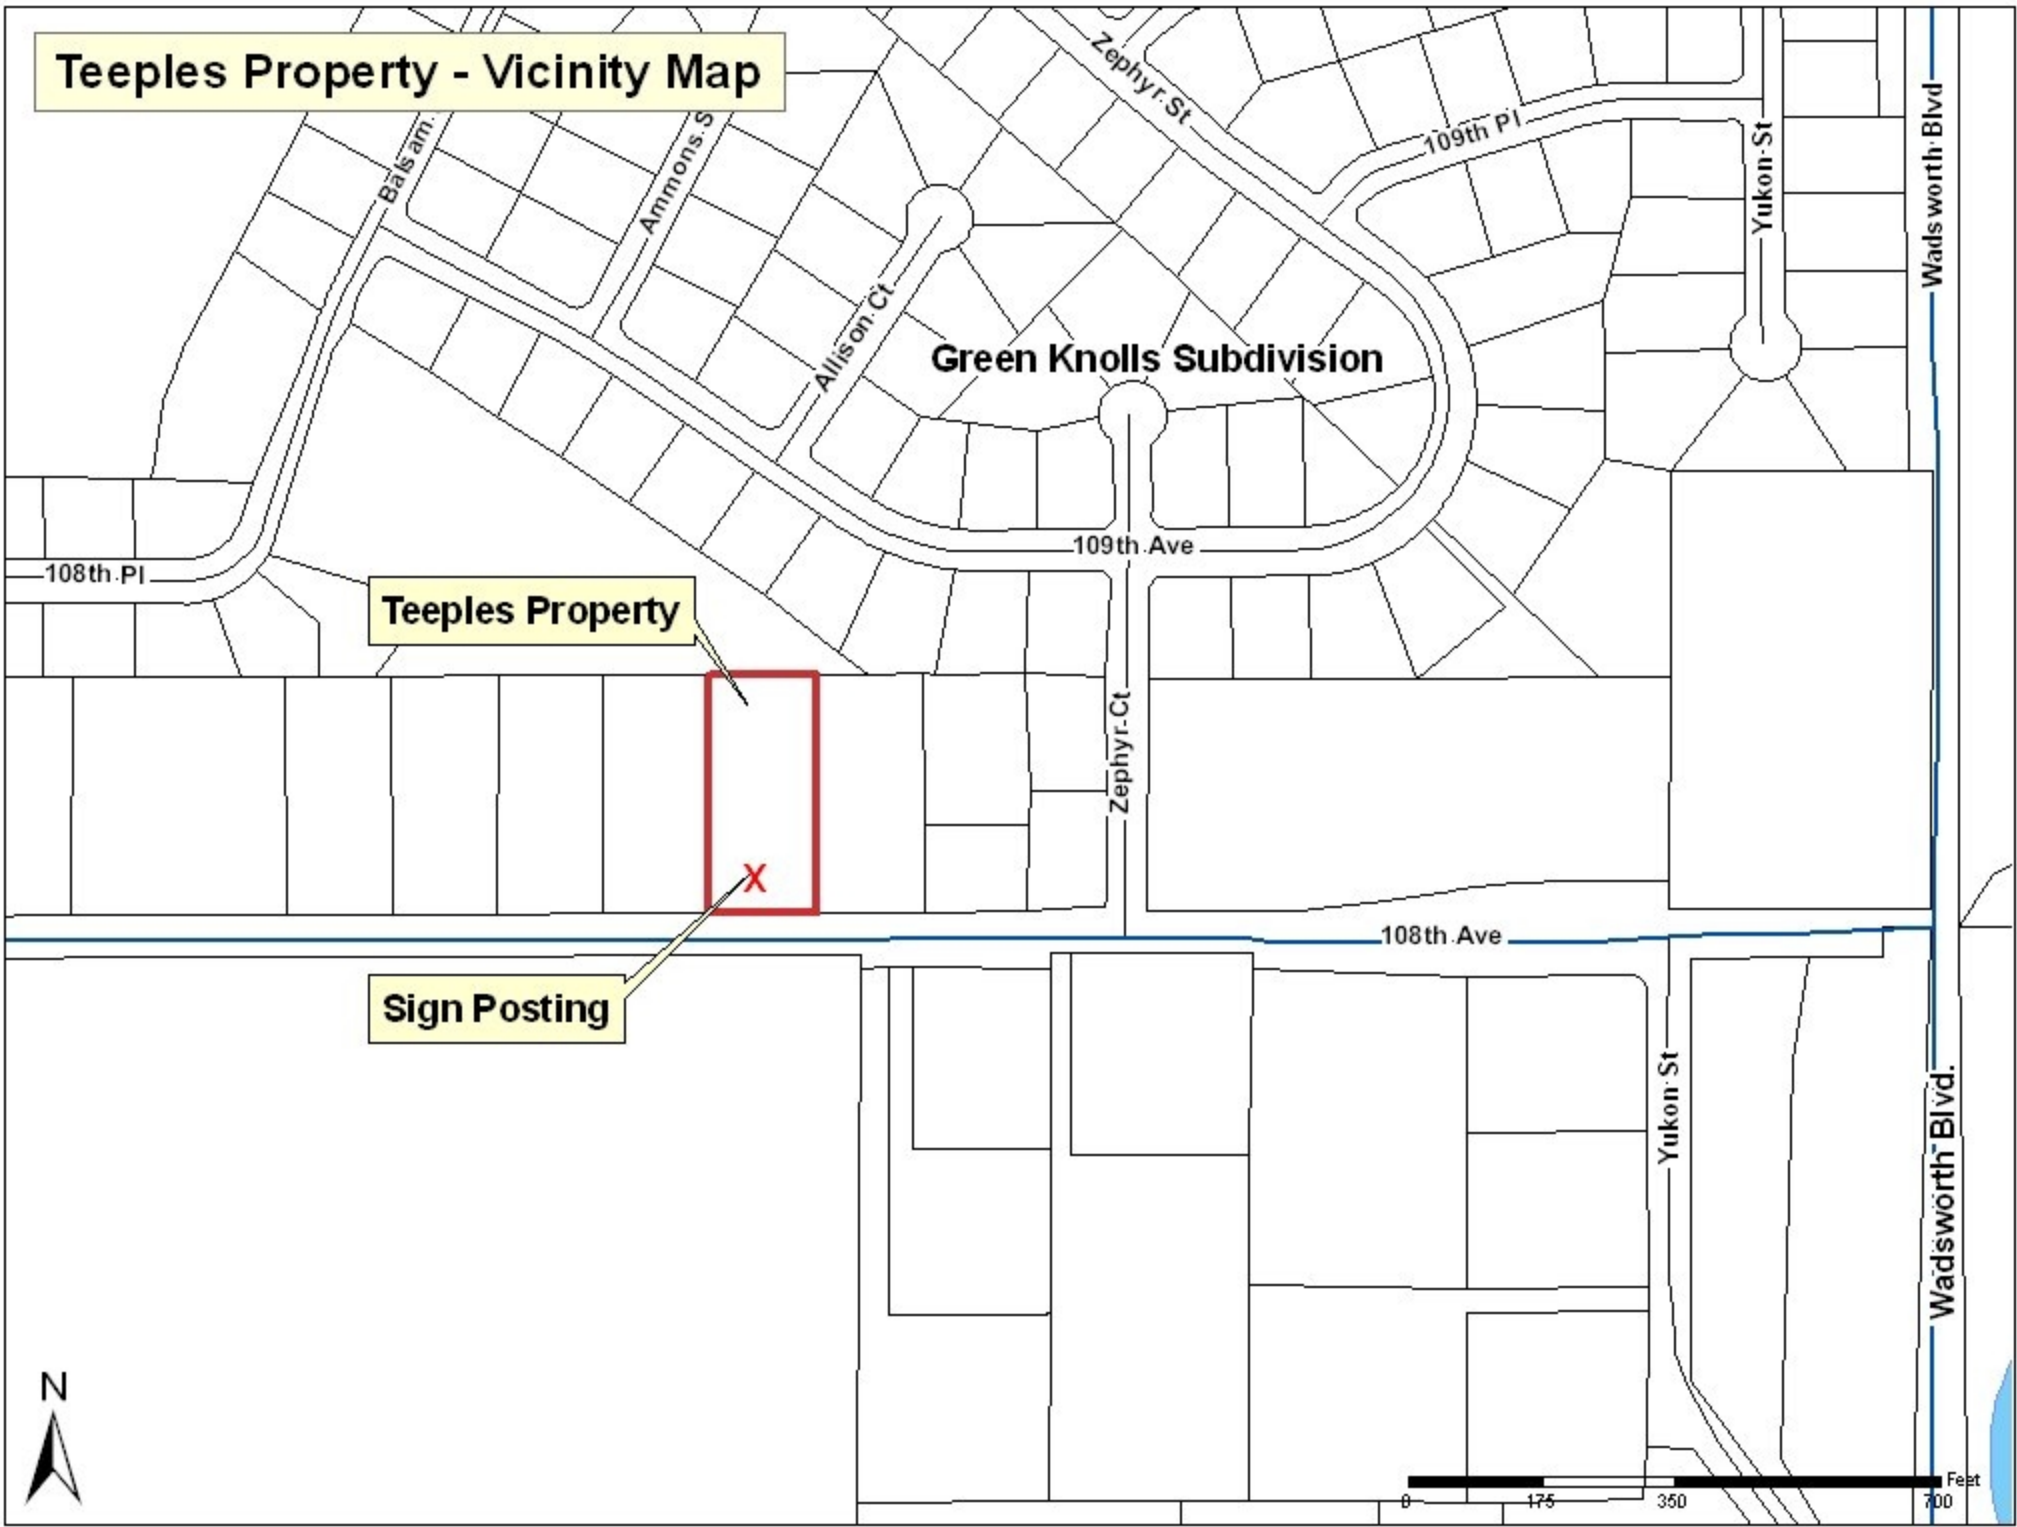 Teeples Property - Vicinity Map
Zephyr St
109th Pl
Yukon St
Wadsworth Blvd
Balsam
Ammons S
Allison Ct
Green Knolls Subdivision
109th Ave
108th Pl
Teeples Property
Zephyr Ct
X
108th Ave
Sign Posting
Yukon St
Wadsworth Blvd.
N
Feet
0 175 350 700